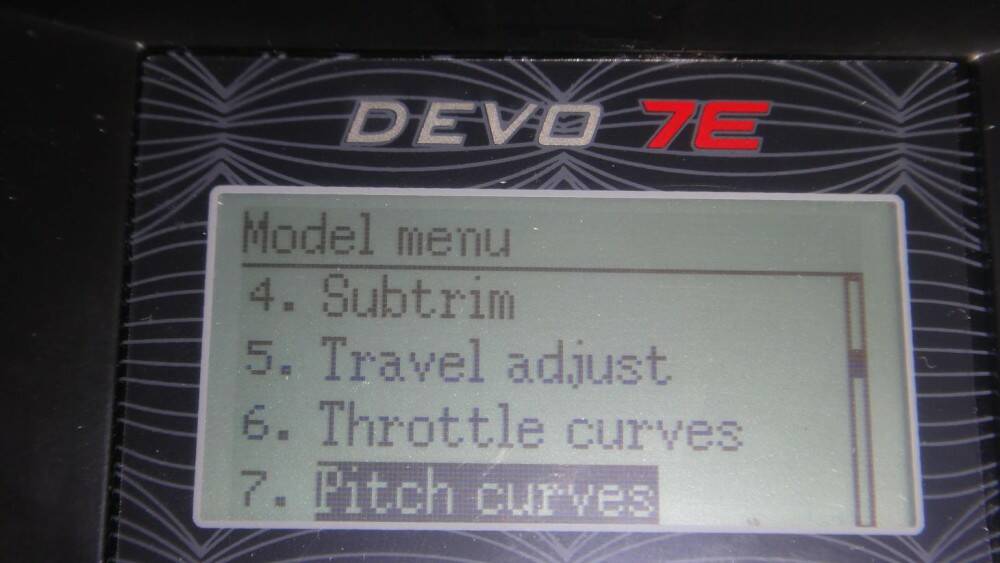 DEVO 7E
Model menu
4. Subtrim
5. Travel adjust
6. Throttle curves
7. Pitch curves